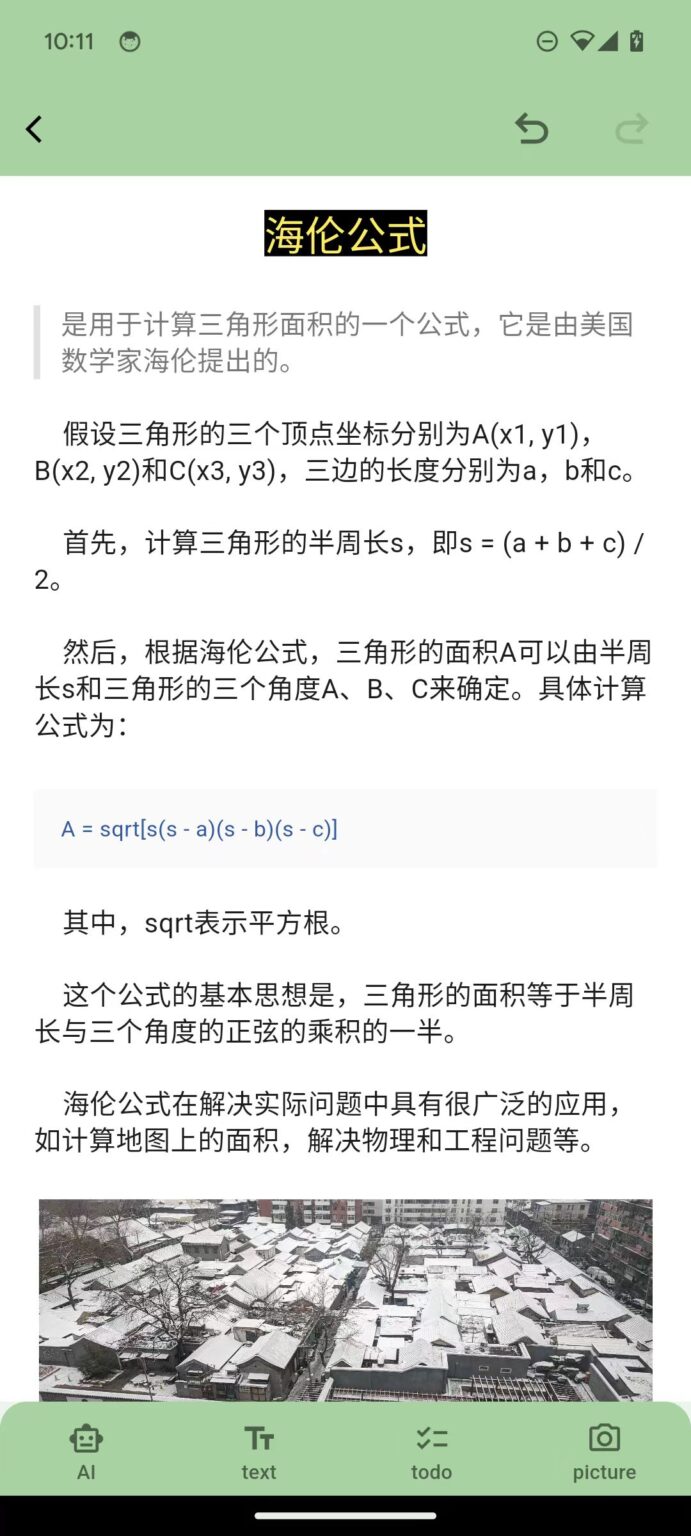 10:11
海伦公式
是用于计算三角形面积的一个公式，它是由美国
数学家海伦提出的。
假设三角形的三个顶点坐标分别为A(x1, y1)，
B(x2, y2)和C(x3, y3)，三边的长度分别为a，b和c。
首先，计算三角形的半周长s，即s = (a + b + c) /
2。
然后，根据海伦公式，三角形的面积A可以由半周
长s和三角形的三个角度A、B、C来确定。具体计算
公式为：
A = sqrt[s(s - a)(s - b)(s - c)]
其中，sqrt表示平方根。
这个公式的基本思想是，三角形的面积等于半周
长与三个角度的正弦的乘积的一半。
海伦公式在解决实际问题中具有很广泛的应用，
如计算地图上的面积，解决物理和工程问题等。
AI
text
todo
picture